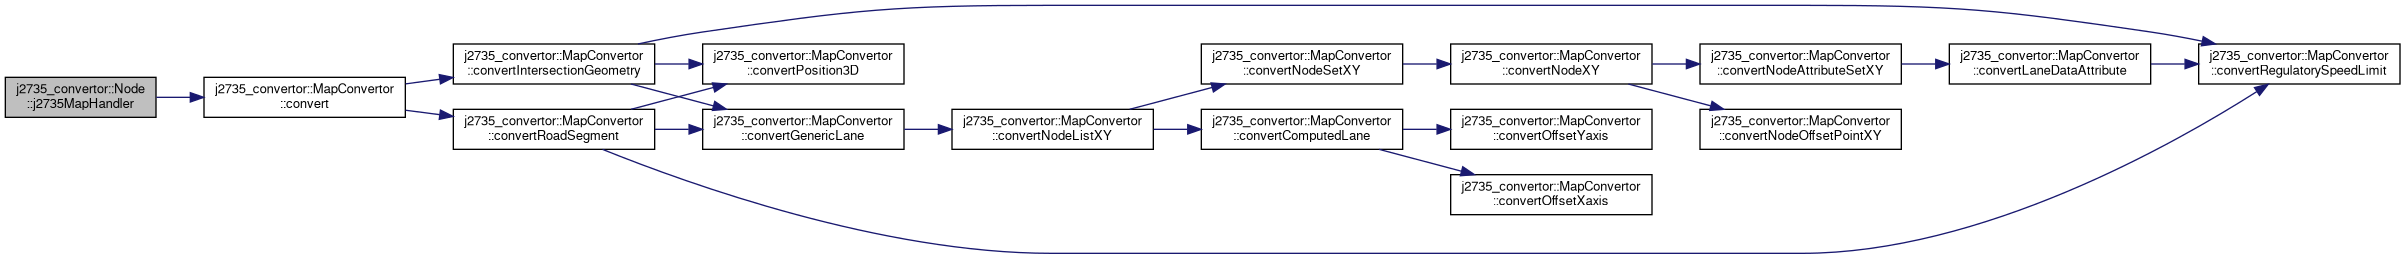 j2735_convertor::Node
::j2735MapHandler
j2735_convertor::MapConvertor
::convert
j2735_convertor::MapConvertor
::convertIntersectionGeometry
j2735_convertor::MapConvertor
::convertRoadSegment
j2735_convertor::MapConvertor
::convertPosition3D
j2735_convertor::MapConvertor
::convertGenericLane
j2735_convertor::MapConvertor
::convertNodeListXY
j2735_convertor::MapConvertor
::convertNodeSetXY
j2735_convertor::MapConvertor
::convertComputedLane
j2735_convertor::MapConvertor
::convertNodeXY
j2735_convertor::MapConvertor
::convertOffsetYaxis
j2735_convertor::MapConvertor
::convertOffsetXaxis
j2735_convertor::MapConvertor
::convertNodeAttributeSetXY
j2735_convertor::MapConvertor
::convertNodeOffsetPointXY
j2735_convertor::MapConvertor
::convertLaneDataAttribute
j2735_convertor::MapConvertor
::convertRegulatorySpeedLimit